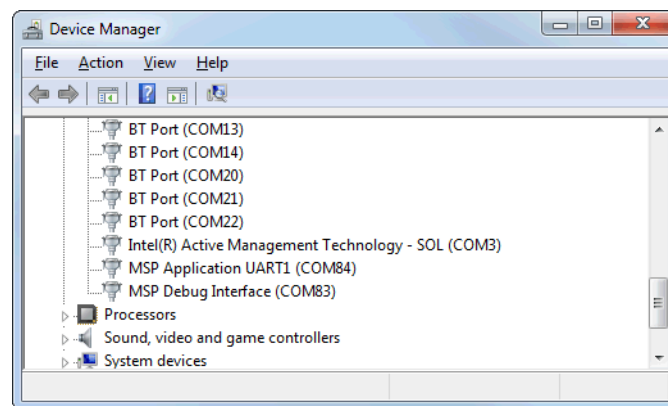 Device Manager
File Action View Help
BT Port (COM13)
BT Port (COM14)
BT Port (COM20)
BT Port (COM21)
BT Port (COM22)
Intel(R) Active Management Technology - SOL (COM3)
MSP Application UART1 (COM84)
MSP Debug Interface (COM83)
Processors
Sound, video and game controllers
System devices